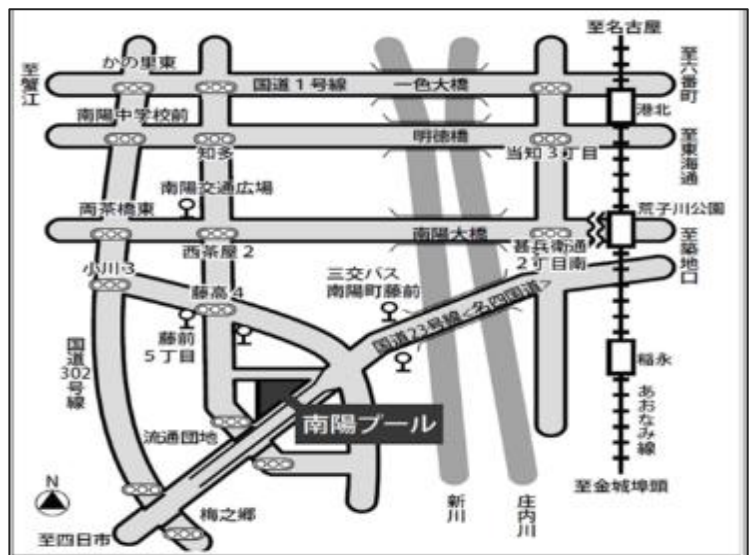 至名古屋
かの里東
至蟹江
国道1号線
一色大橋
至六番町
港北
南陽中学校前
明徳橋
至東海通
知多
当知3丁目
南陽交通広場
荒子川公園
両茶橋東
南陽大橋
至築地口
西茶屋2
甚兵衛通
2丁目南
小川3
三交バス
南陽町藤前
藤高4
国道23号線<名四国道>
藤前
5丁目
国道
302
号線
稲永
あおなみ線
南陽プール
流通団地
N
梅之郷
新川
庄内川
至金城埠頭
至四日市